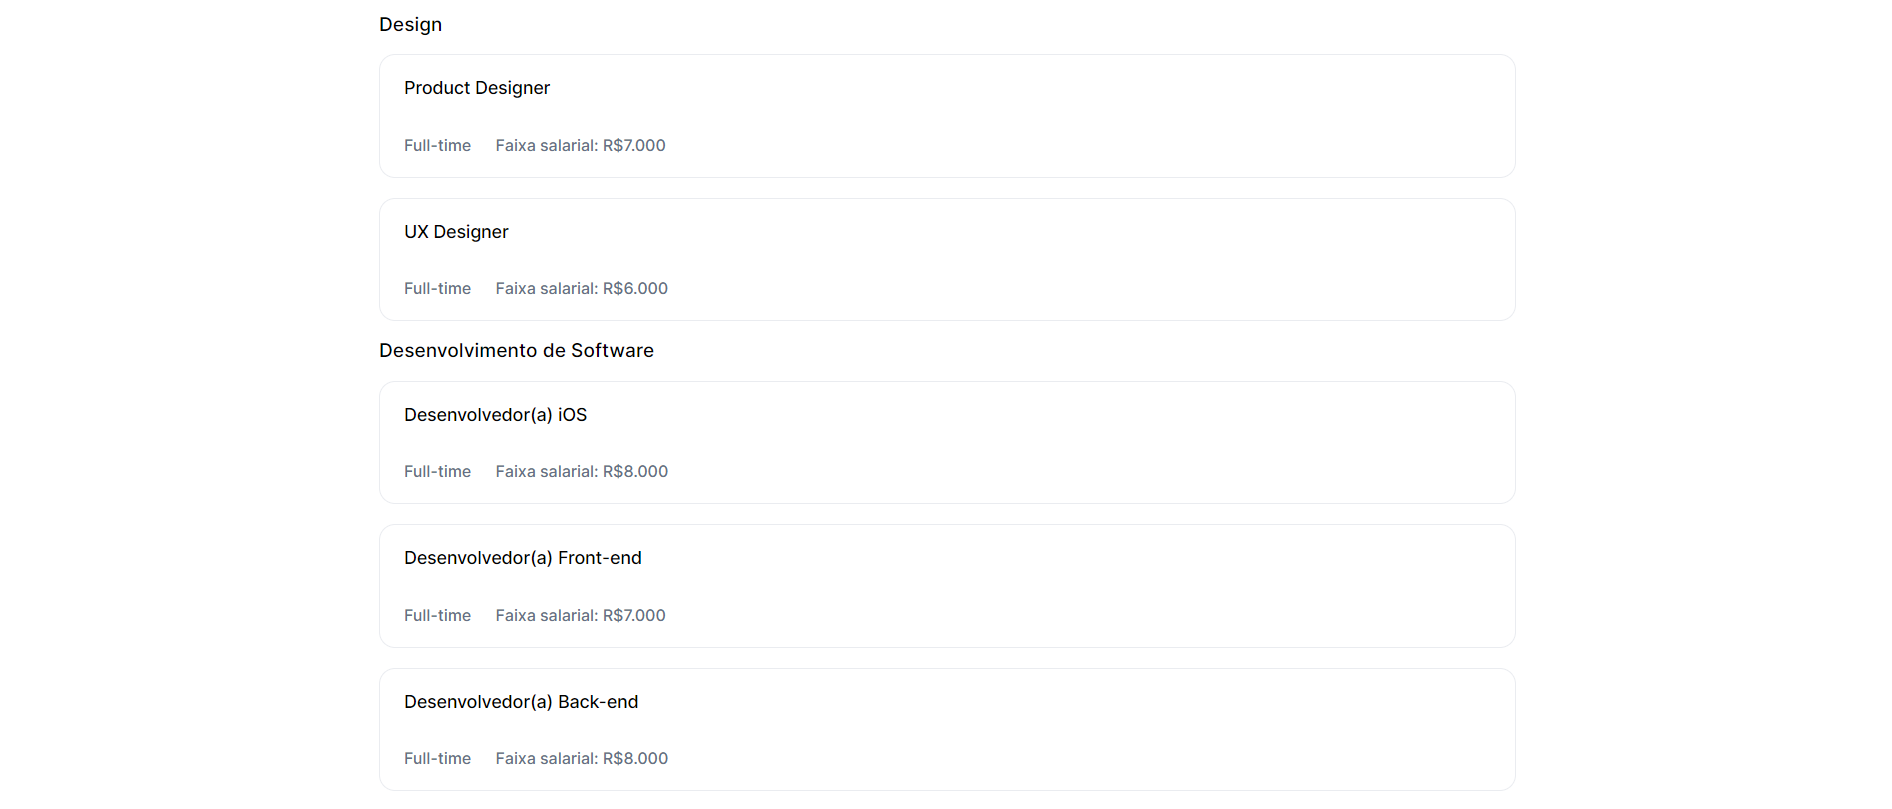 Design
Product Designer
Full-time Faixa salarial: R$7.000
UX Designer
Full-time Faixa salarial: R$6.000
Desenvolvimento de Software
Desenvolvedor(a) iOS
Full-time Faixa salarial: R$8.000
Desenvolvedor(a) Front-end
Full-time Faixa salarial: R$7.000
Desenvolvedor(a) Back-end
Full-time Faixa salarial: R$8.000